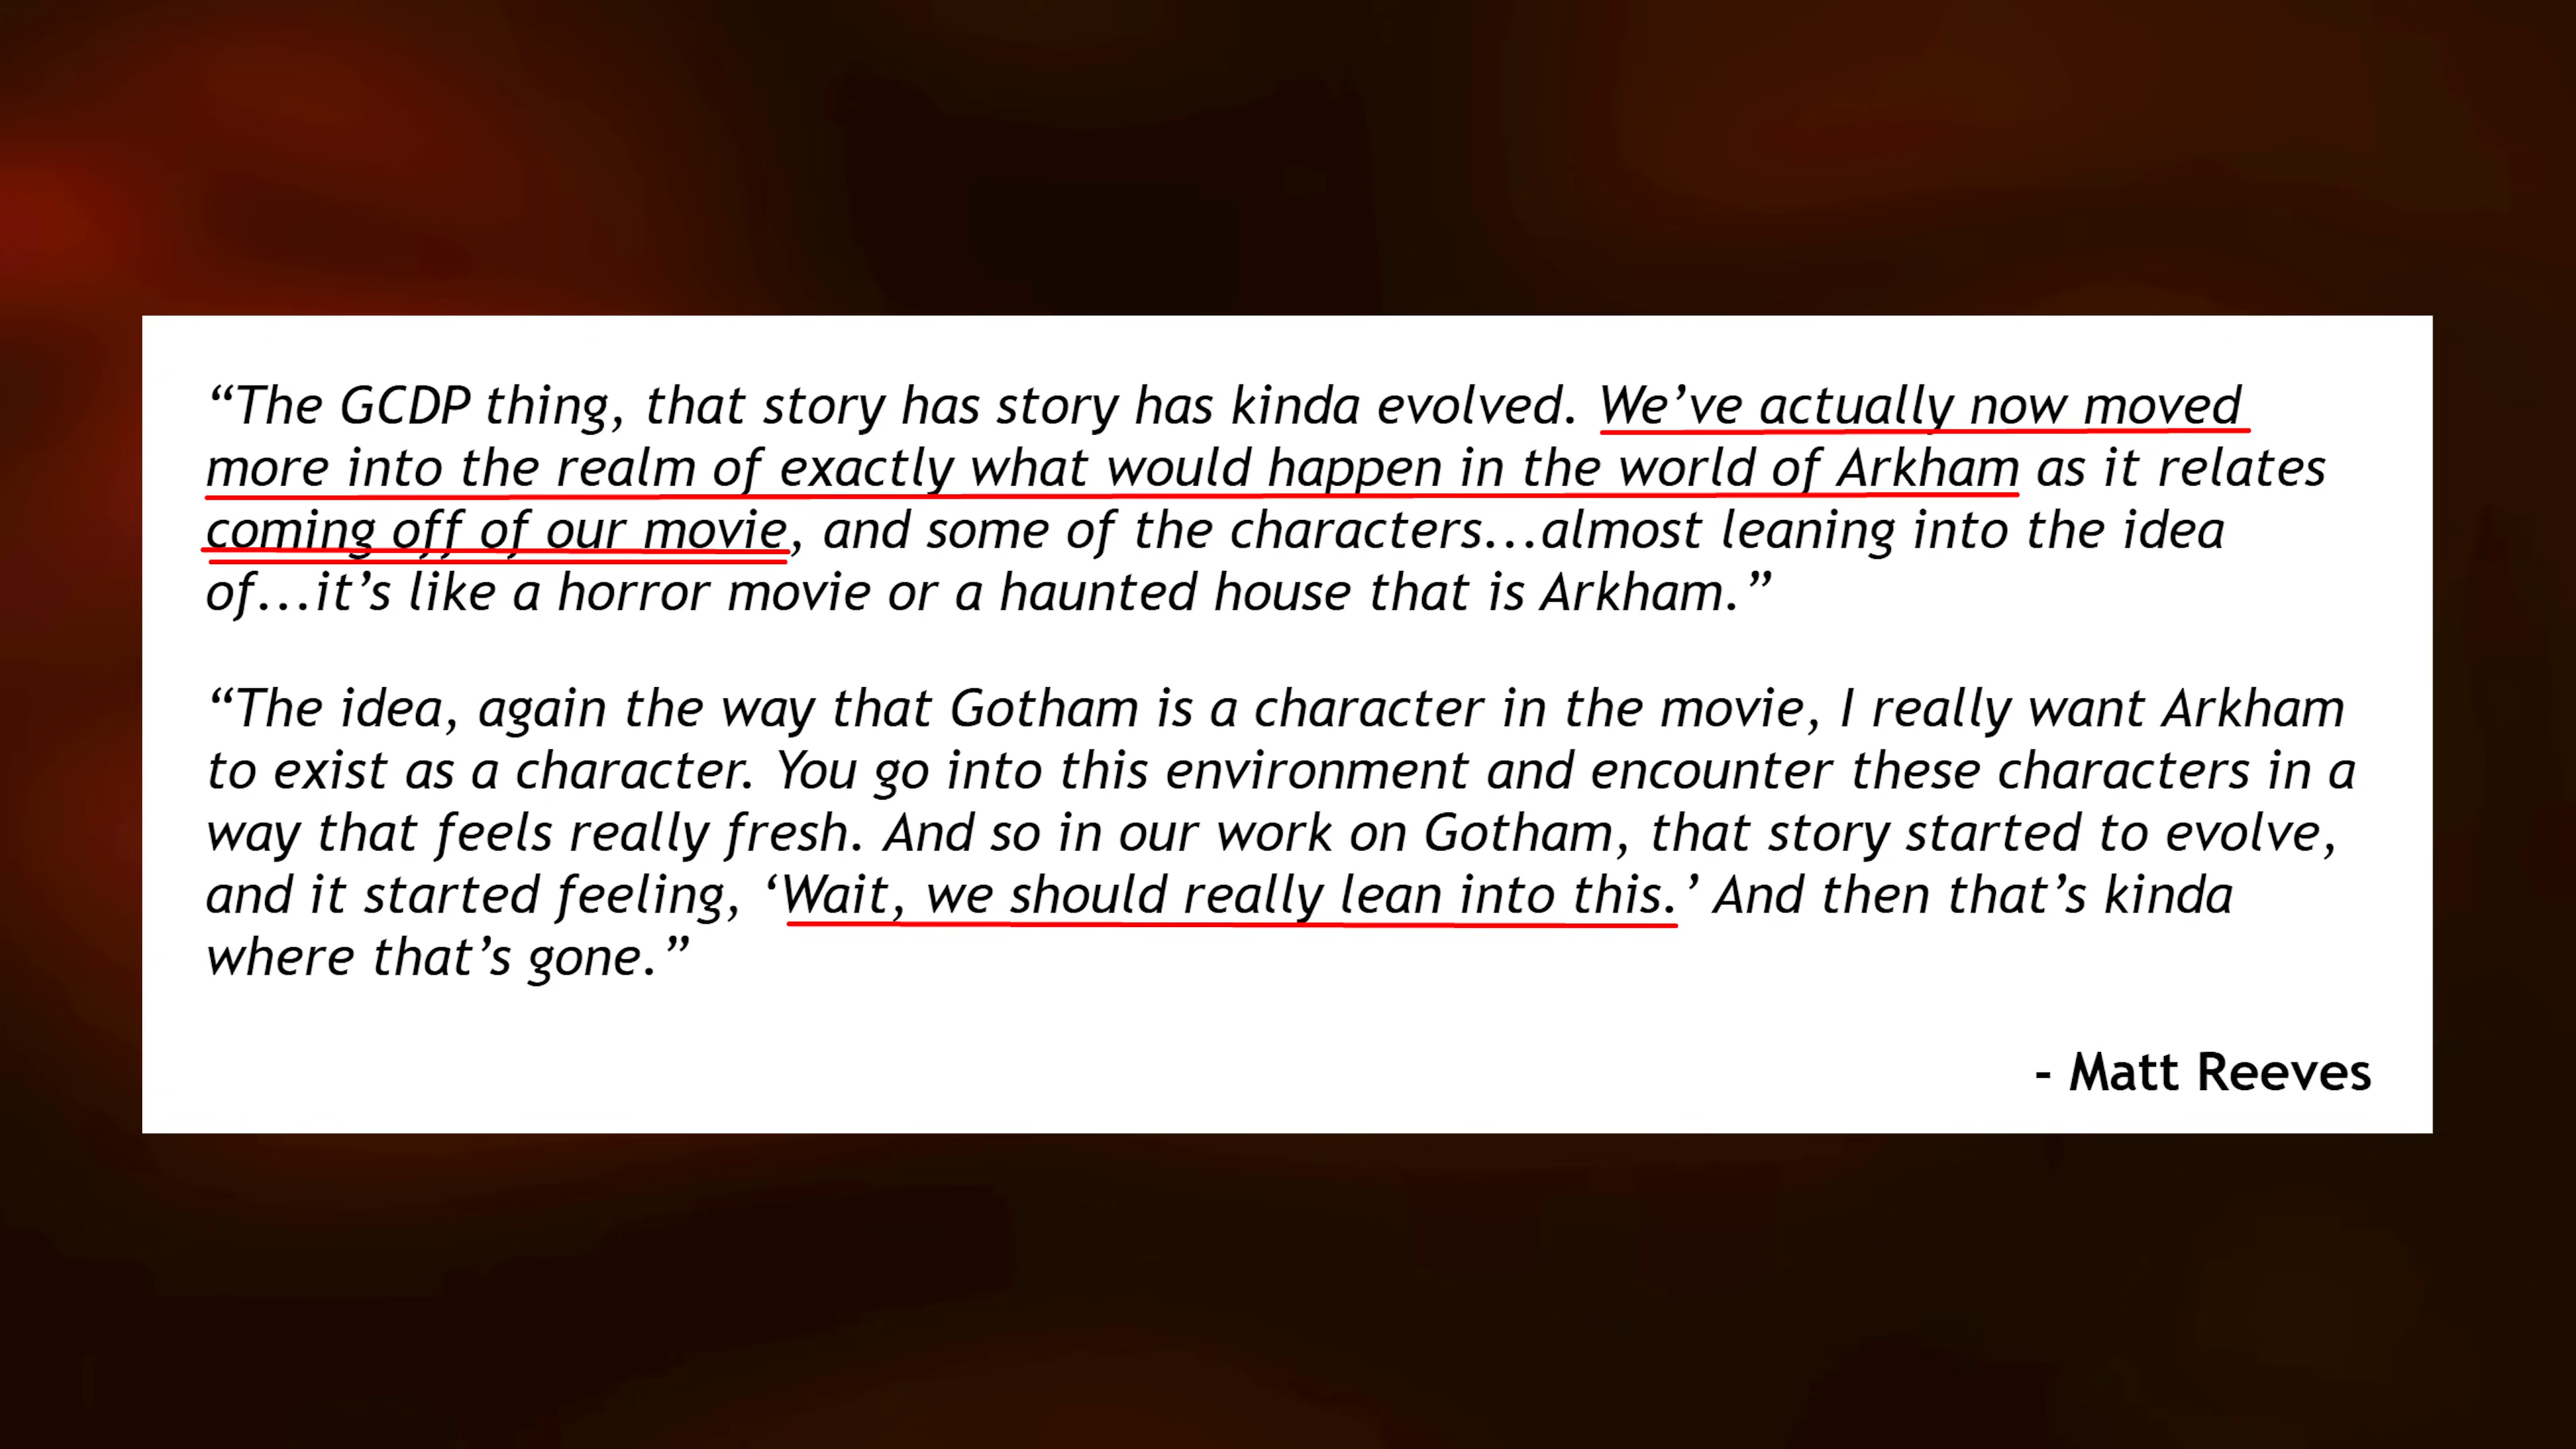 “The GCDP thing, that story has story has kinda evolved. We’ve actually now moved
more into the realm of exactly what would happen in the world of Arkham as it relates
coming off of our movie, and some of the characters...almost leaning into the idea
of...it’s like a horror movie or a haunted house that is Arkham.”
“The idea, again the way that Gotham is a character in the movie, I really want Arkham
to exist as a character. You go into this environment and encounter these characters in a
way that feels really fresh. And so in our work on Gotham, that story started to evolve,
and it started feeling, ‘Wait, we should really lean into this.’ And then that’s kinda
where that’s gone.”
- Matt Reeves